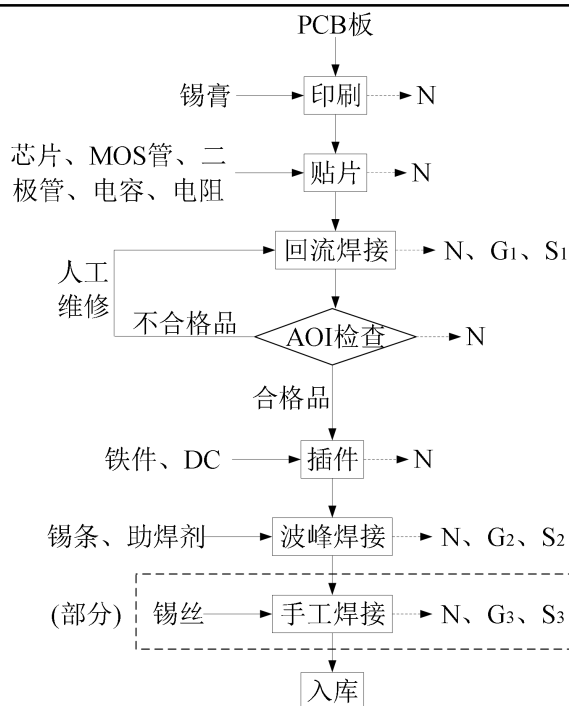 PCB板
锡膏
印刷
N
芯片、MOS管、二
极管、电容、电阻
贴片
N
回流焊接
N、G₁、S₁
人工
维修
不合格品
AOI检查
N
合格品
铁件、DC
插件
N
锡条、助焊剂
波峰焊接
N、G₂、S₂
(部分)
锡丝
手工焊接
N、G₃、S₃
入库